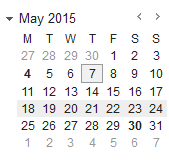 May 2015
M T W T F S S
27 28 29 30 1 2 3
4 5 6 7 8 9 10
11 12 13 14 15 16 17
18 19 20 21 22 23 24
25 26 27 28 29 30 31
1 2 3 4 5 6 7